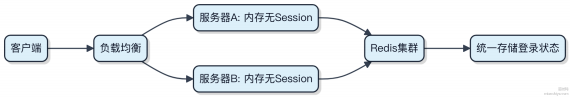 客户端
负载均衡
服务器A: 内存无Session
服务器B: 内存无Session
Redis集群
统一存储登录状态